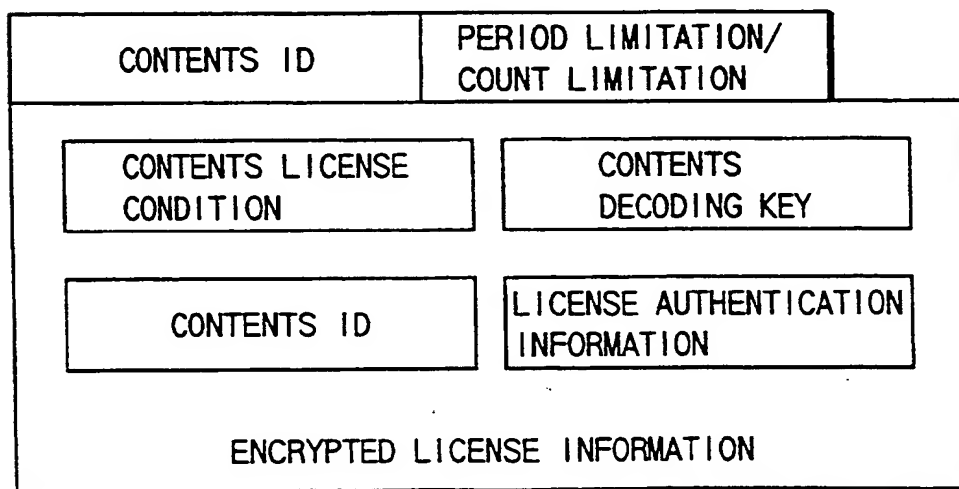 CONTENTS ID
PERIOD LIMITATION/
COUNT LIMITATION
CONTENTS LICENSE
CONDITION
CONTENTS
DECODING KEY
CONTENTS ID
LICENSE AUTHENTICATION
INFORMATION
ENCRYPTED LICENSE INFORMATION